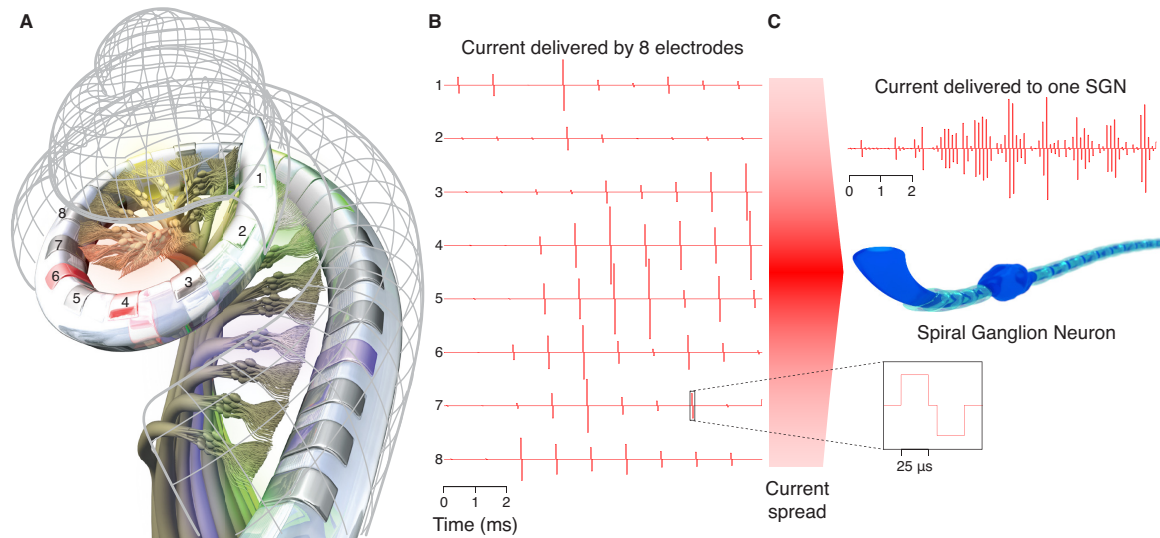 A
8
7
6
5
4
3
2
1
B
Current delivered by 8 electrodes
1
2
3
4
5
6
7
8
0 1 2
Time (ms)
C
Current delivered to one SGN
0 1 2
Spiral Ganglion Neuron
25 µs
Current
spread